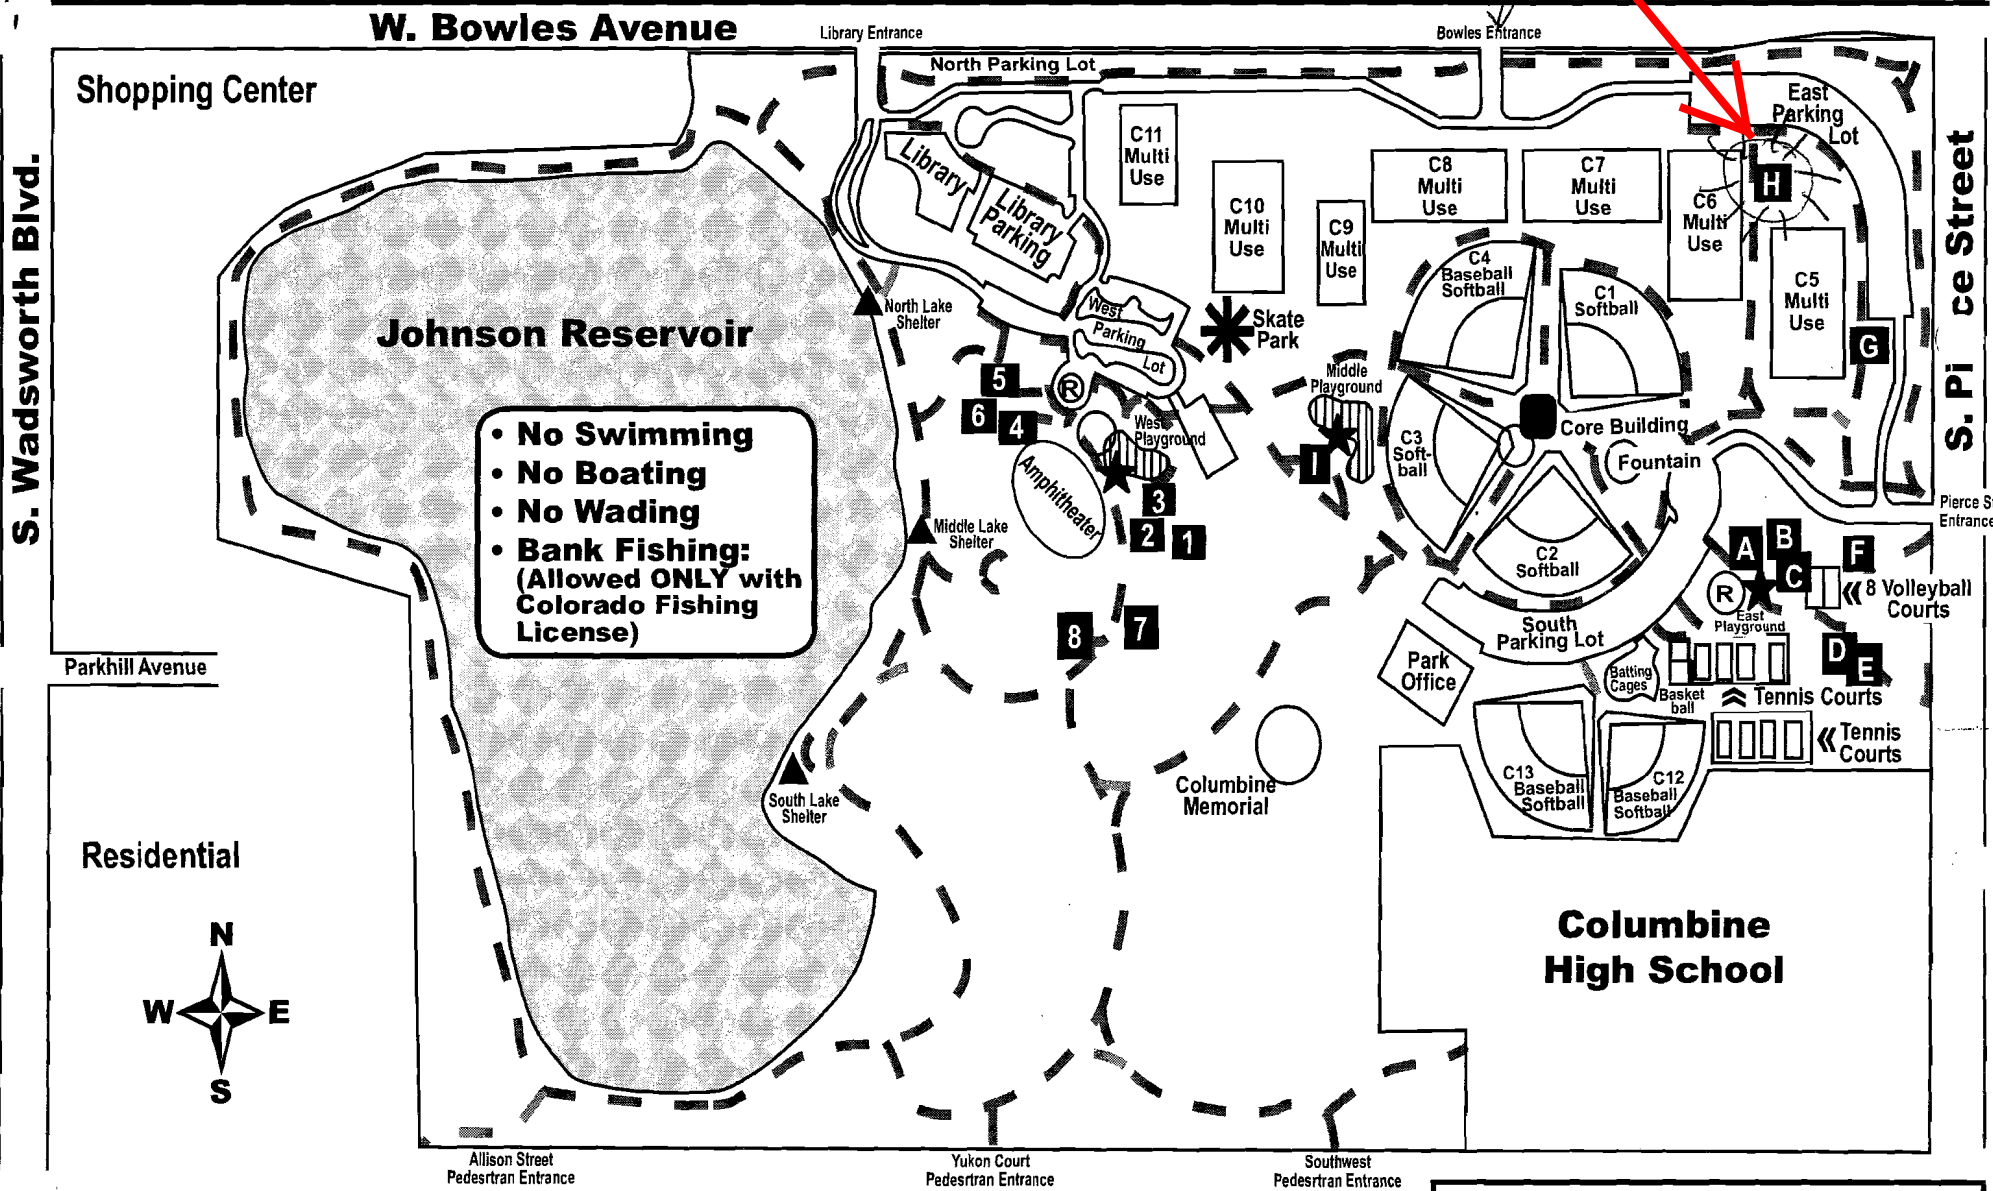 W. Bowles Avenue
Library Entrance
Bowles Entrance
North Parking Lot
Shopping Center
East
Parking
Lot
S. Wadsworth Blvd.
S. Pi ce Street
Library
Library
Parking
C11
Multi
Use
C10
Multi
Use
C9
Multi
Use
C8
Multi
Use
C7
Multi
Use
C6
Multi
Use
H
C5
Multi
Use
G
C4
Baseball
Softball
C1
Softball
North Lake
Shelter
West
Parking
Lot
Skate
Park
Johnson Reservoir
5
R
6
4
Middle
Playground
West
Playground
Core Building
C3
Soft-
ball
Fountain
I
• No Swimming
• No Boating
• No Wading
• Bank Fishing:
(Allowed ONLY with
Colorado Fishing
License)
Amphitheater
3
2
1
Middle Lake
Shelter
Pierce St
Entrance
A
B
C
F
R
C2
Softball
8 Volleyball
Courts
East
Playground
8
7
South
Parking Lot
D
E
Parkhill Avenue
Park
Office
Batting
Cages
Basket
ball
Tennis Courts
Tennis
Courts
South Lake
Shelter
Columbine
Memorial
C13
Baseball
Softball
C12
Baseball
Softball
Residential
N
W
E
S
Columbine
High School
Allison Street
Pedesrtran Entrance
Yukon Court
Pedesrtran Entrance
Southwest
Pedesrtran Entrance